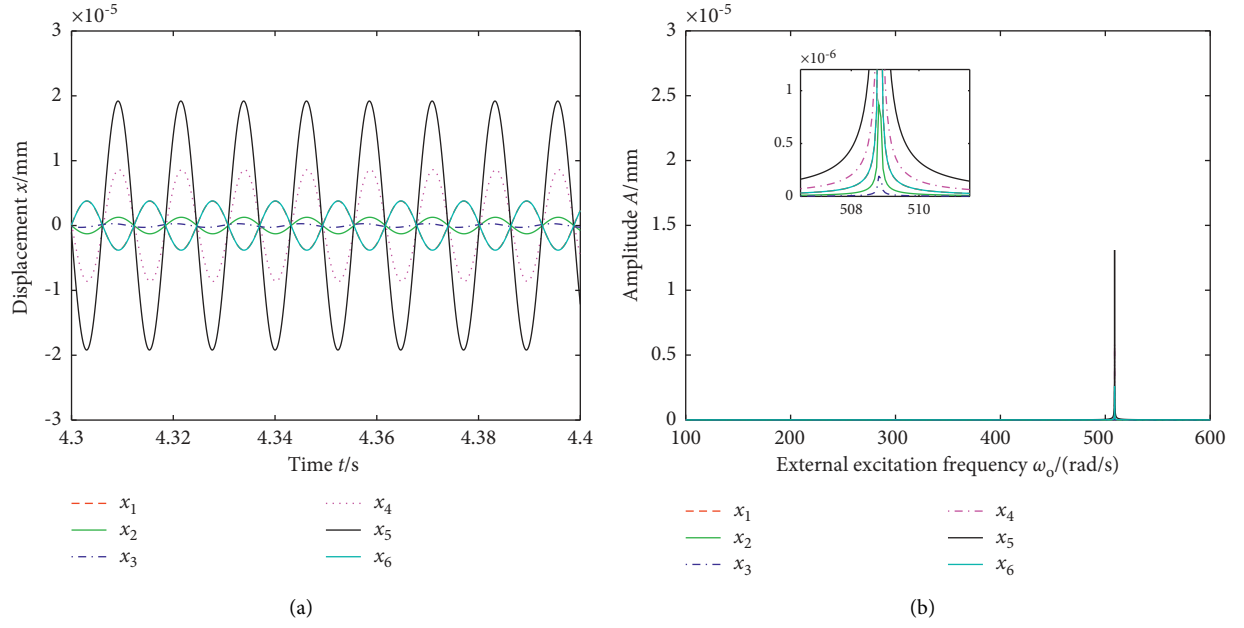 ×10⁻⁵
3
2
1
0
-1
-2
-3
Displacement x/mm
4.3 4.32 4.34 4.36 4.38 4.4
Time t/s
x₁ x₄
x₂ x₅
x₃ x₆
(a)
×10⁻⁵
3
2.5
2
1.5
1
0.5
0
Amplitude A/mm
×10⁻⁶
1
0.5
0
508 510
100 200 300 400 500 600
External excitation frequency ωₒ/(rad/s)
x₁ x₄
x₂ x₅
x₃ x₆
(b)